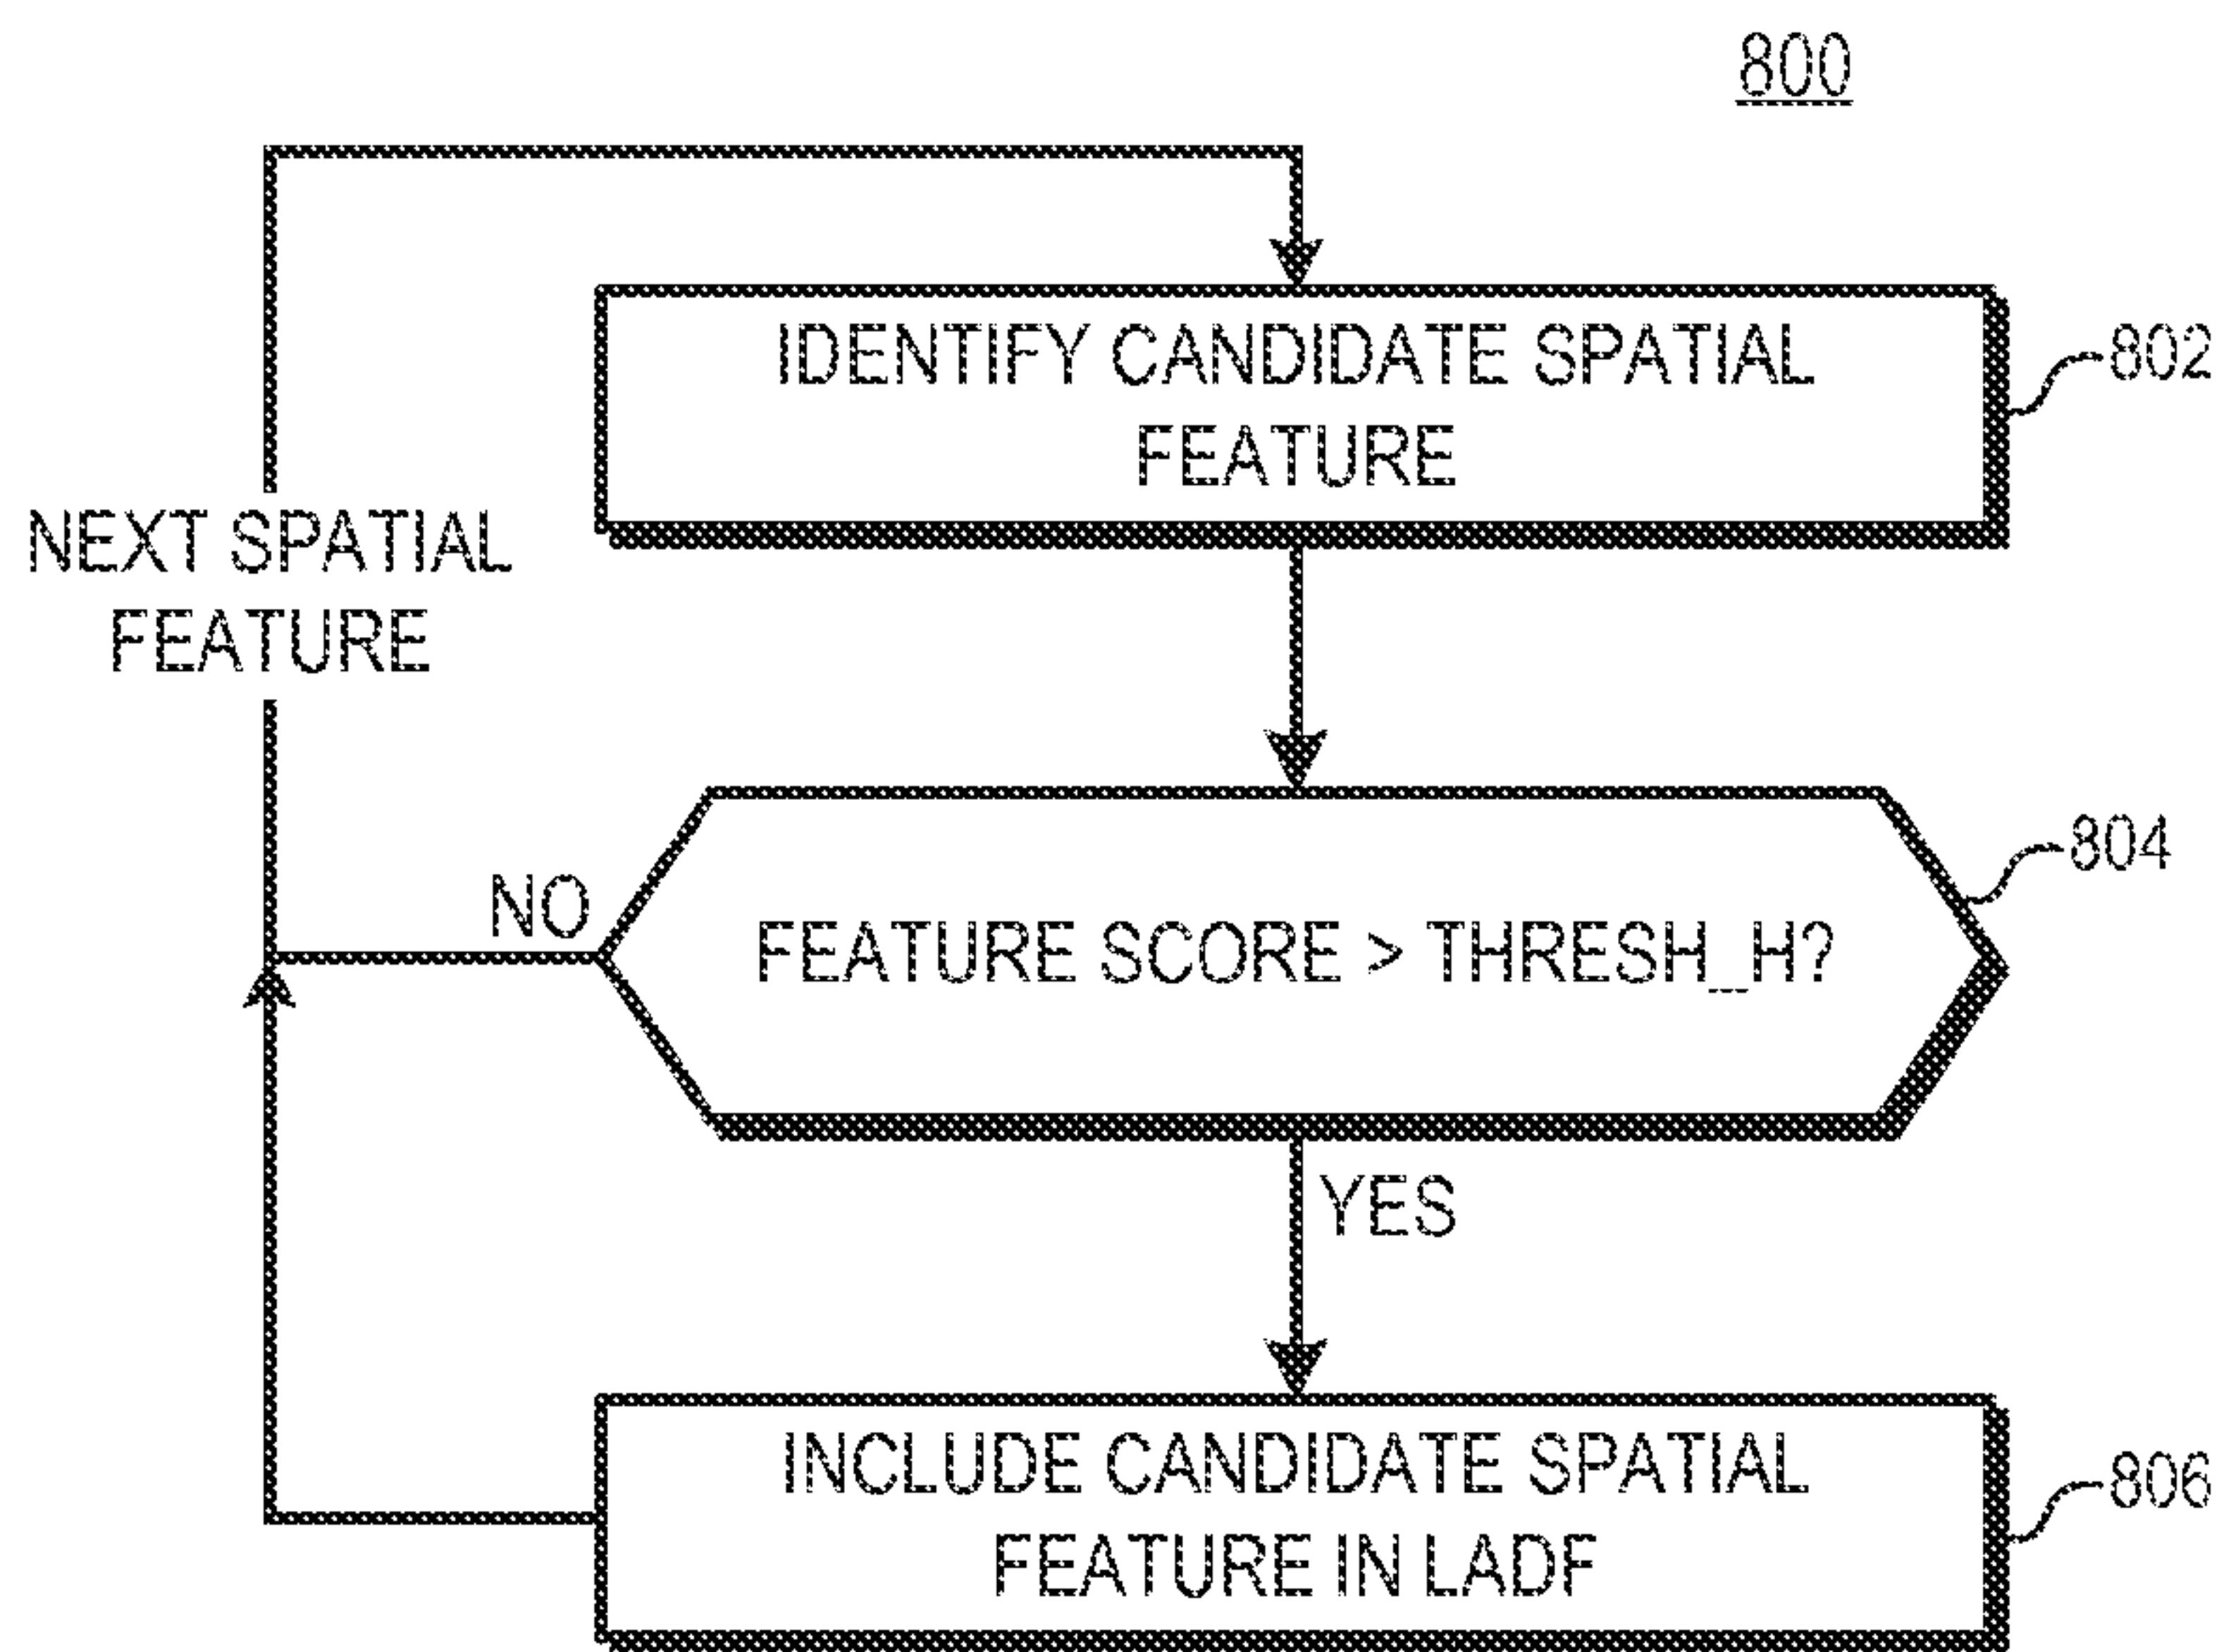 800
IDENTIFY CANDIDATE SPATIAL
FEATURE
802
NEXT SPATIAL
FEATURE
804
NO
FEATURE SCORE > THRESH_H?
YES
INCLUDE CANDIDATE SPATIAL
FEATURE IN LADF
806